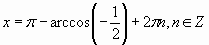 x = π − arccos(−1/2) + 2πn, n ∈ Z